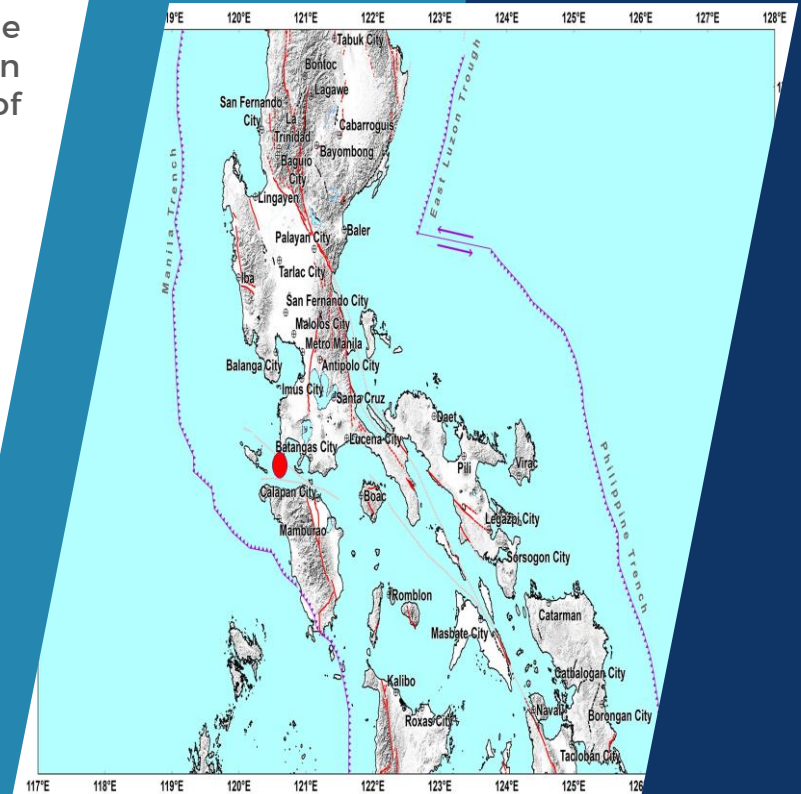 e
n
of
19°E 120°E 121°E 122°E 123°E 124°E 125°E 126°E 127°E 128°E
Tabuk City
Bontoc
Lagawe
San Fernando
City
La
Trinidad
Cabarroguis
Bayombong
Baguio
City
Lingayen
Baler
Palayan City
Tarlac City
Iba
San Fernando City
Malolos City
Metro Manila
Balanga City
Antipolo City
Imus City
Santa Cruz
Daet
Lucena City
Batangas City
Pili
Virac
Calapan City
Boac
Legazpi City
Mamburao
Sorsogon City
Romblon
Catarman
Masbate City
Catbalogan City
Kalibo
Naval
Borongan City
Roxas City
Tacloban City
Manila Trench
East Luzon Trough
Philippine Trench
117°E 118°E 119°E 120°E 121°E 122°E 123°E 124°E 125°E 126